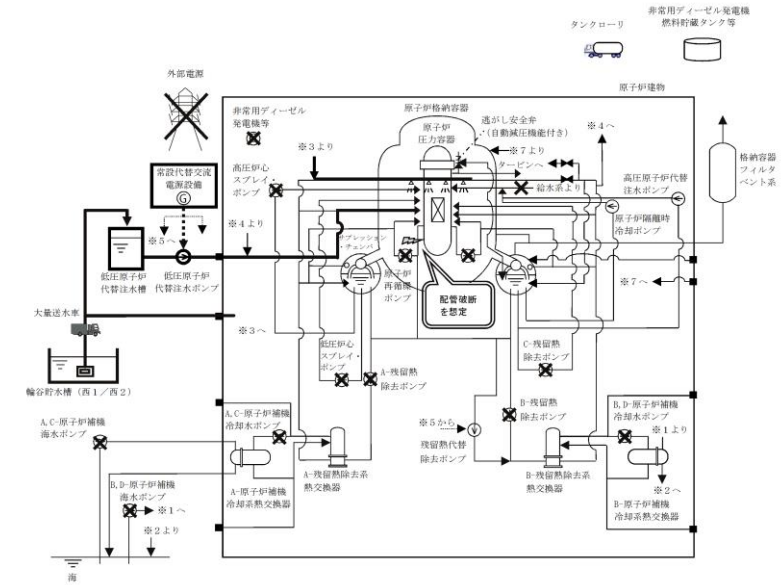 タンクローリ
非常用ディーゼル発電機
燃料貯蔵タンク等
外部電源
原子炉建物
非常用ディーゼル
発電機等
原子炉格納容器
原子炉
圧力容器
逃がし安全弁
(自動減圧機能付き)
※3より
※7より
※4へ
タービンへ
給水系より
高圧炉心
スプレイ・
ポンプ
高圧原子炉代替
注水ポンプ
原子炉隔離時
冷却ポンプ
格納容器
フィルタ
ベント系
常設代替交流
電源設備
G
※5へ
※4より
低圧原子炉
代替注水槽
低圧原子炉
代替注水ポンプ
サプレッション
・チェンバ
原子炉
再循環
ポンプ
配管破断
を想定
※7へ
大量送水車
※3へ
輪谷貯水槽(西1/西2)
低圧炉心
スプレイ・
ポンプ
A-残留熱
除去ポンプ
C-残留熱
除去ポンプ
B-残留熱
除去ポンプ
※5から
残留熱代替
除去ポンプ
A,C-原子炉補機
海水ポンプ
A,C-原子炉補機
冷却水ポンプ
B,D-原子炉補機
冷却水ポンプ
※1より
※2へ
A-残留熱除去系
熱交換器
B-残留熱除去系
熱交換器
A-原子炉補機
冷却系熱交換器
B-原子炉補機
冷却系熱交換器
B,D-原子炉補機
海水ポンプ
※1へ
※2より
海